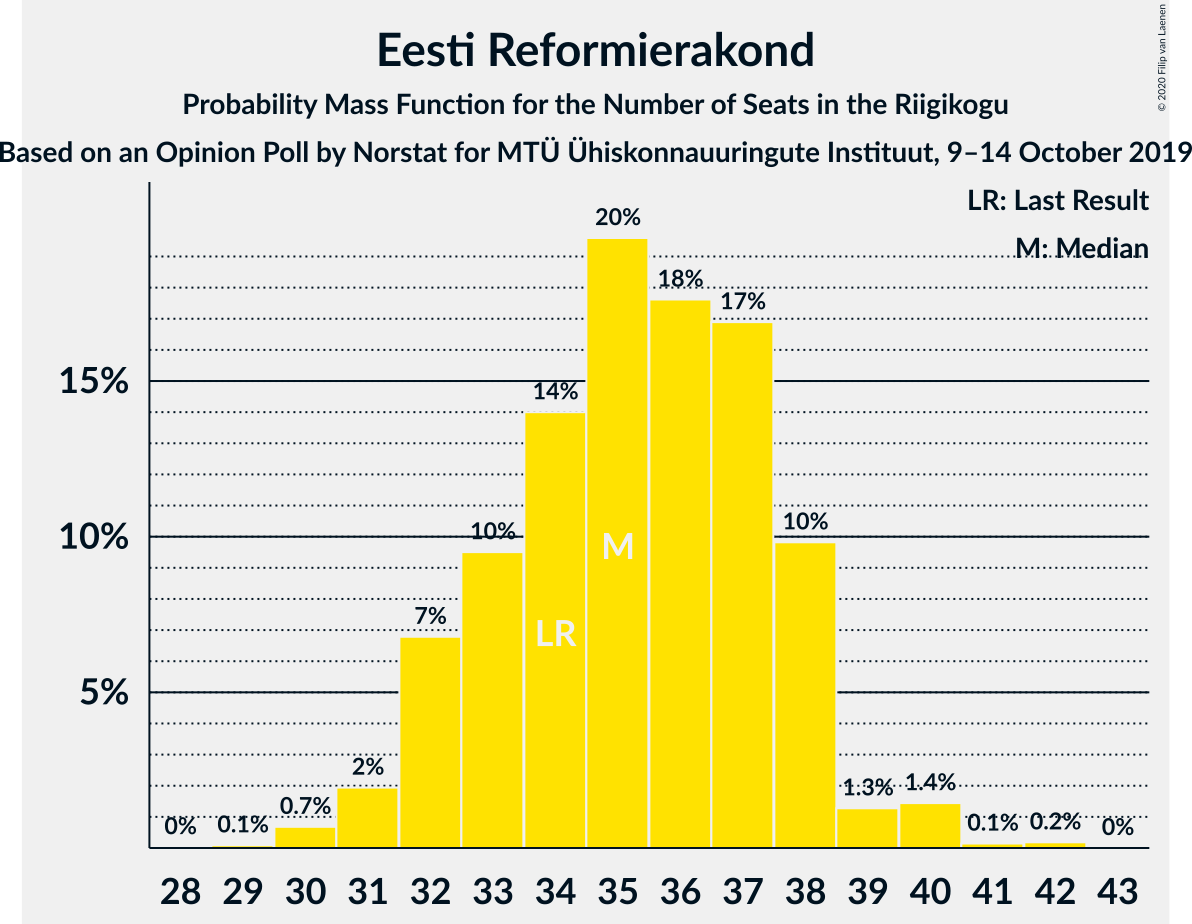 Eesti Reformierakond
Probability Mass Function for the Number of Seats in the Riigikogu
Based on an Opinion Poll by Norstat for MTÜ Ühiskonnauuringute Instituut, 9–14 October 2019
© 2020 Filip van Laenen
LR: Last Result
M: Median
20%
18%
17%
15%
14%
10%
10%
10%
M
LR
7%
5%
2%
1.3%
1.4%
0.7%
0%
0.1%
0.1%
0.2%
0%
28 29 30 31 32 33 34 35 36 37 38 39 40 41 42 43